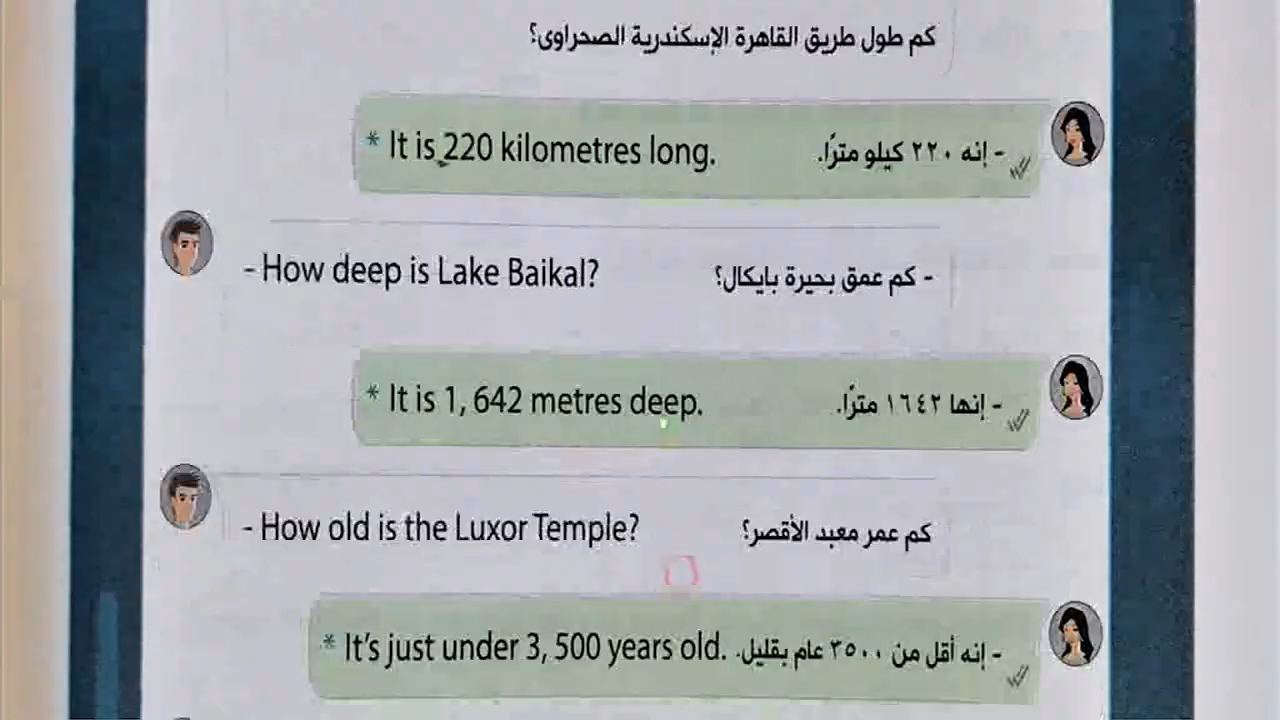 كم طول طريق القاهرة الإسكندرية الصحراوى؟
* It is 220 kilometres long. - إنه ٢٢٠ كيلو مترًا.
- How deep is Lake Baikal? - كم عمق بحيرة بايكال؟
* It is 1, 642 metres deep. - إنها ١٦٤٢ مترًا.
- How old is the Luxor Temple? كم عمر معبد الأقصر؟
* It's just under 3, 500 years old. - إنه أقل من ٣٥٠٠ عام بقليل.